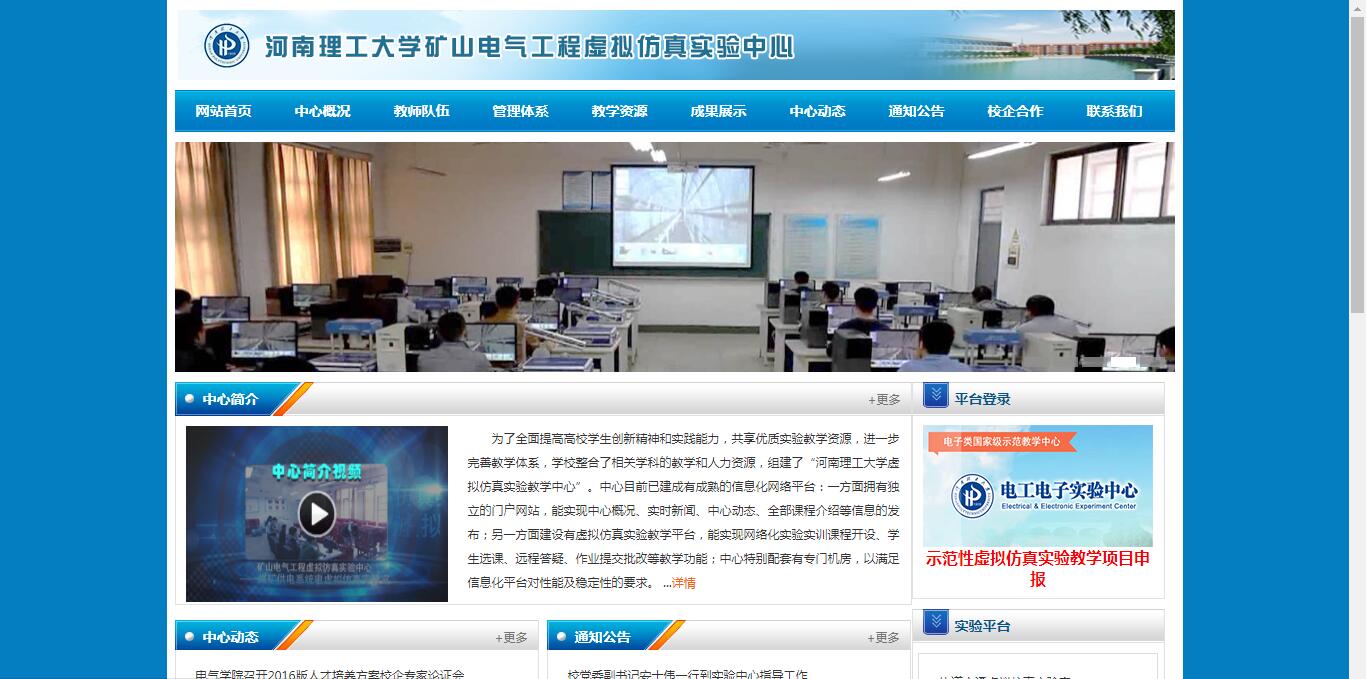 河南理工大学矿山电气工程虚拟仿真实验中心
网站首页 中心概况 教师队伍 管理体系 教学资源 成果展示 中心动态 通知公告 校企合作 联系我们
中心简介 +更多
平台登录
中心简介视频
矿山电气工程虚拟仿真实验中心
为了全面提高高校学生创新精神和实践能力，共享优质实验教学资源，进一步
完善教学体系，学校整合了相关学科的教学和人力资源，组建了“河南理工大学虚
拟仿真实验教学中心”。中心目前已建成有成熟的信息化网络平台：一方面拥有独
立的门户网站，能实现中心概况、实时新闻、中心动态、全部课程介绍等信息的发
布；另一方面建设有虚拟仿真实验教学平台，能实现网络化实验实训课程开设、学
生选课、远程答疑、作业提交批改等教学功能；中心特别配套有专门机房，以满足
信息化平台对性能及稳定性的要求。 ...详情
电子类国家级示范教学中心
电工电子实验中心
Electrical & Electronic Experiment Center
示范性虚拟仿真实验教学项目申
报
中心动态 +更多
通知公告 +更多
实验平台
电气学院召开2016版人才培养方案校企专家论证会
校党委副书记安士伟一行到实验中心指导工作